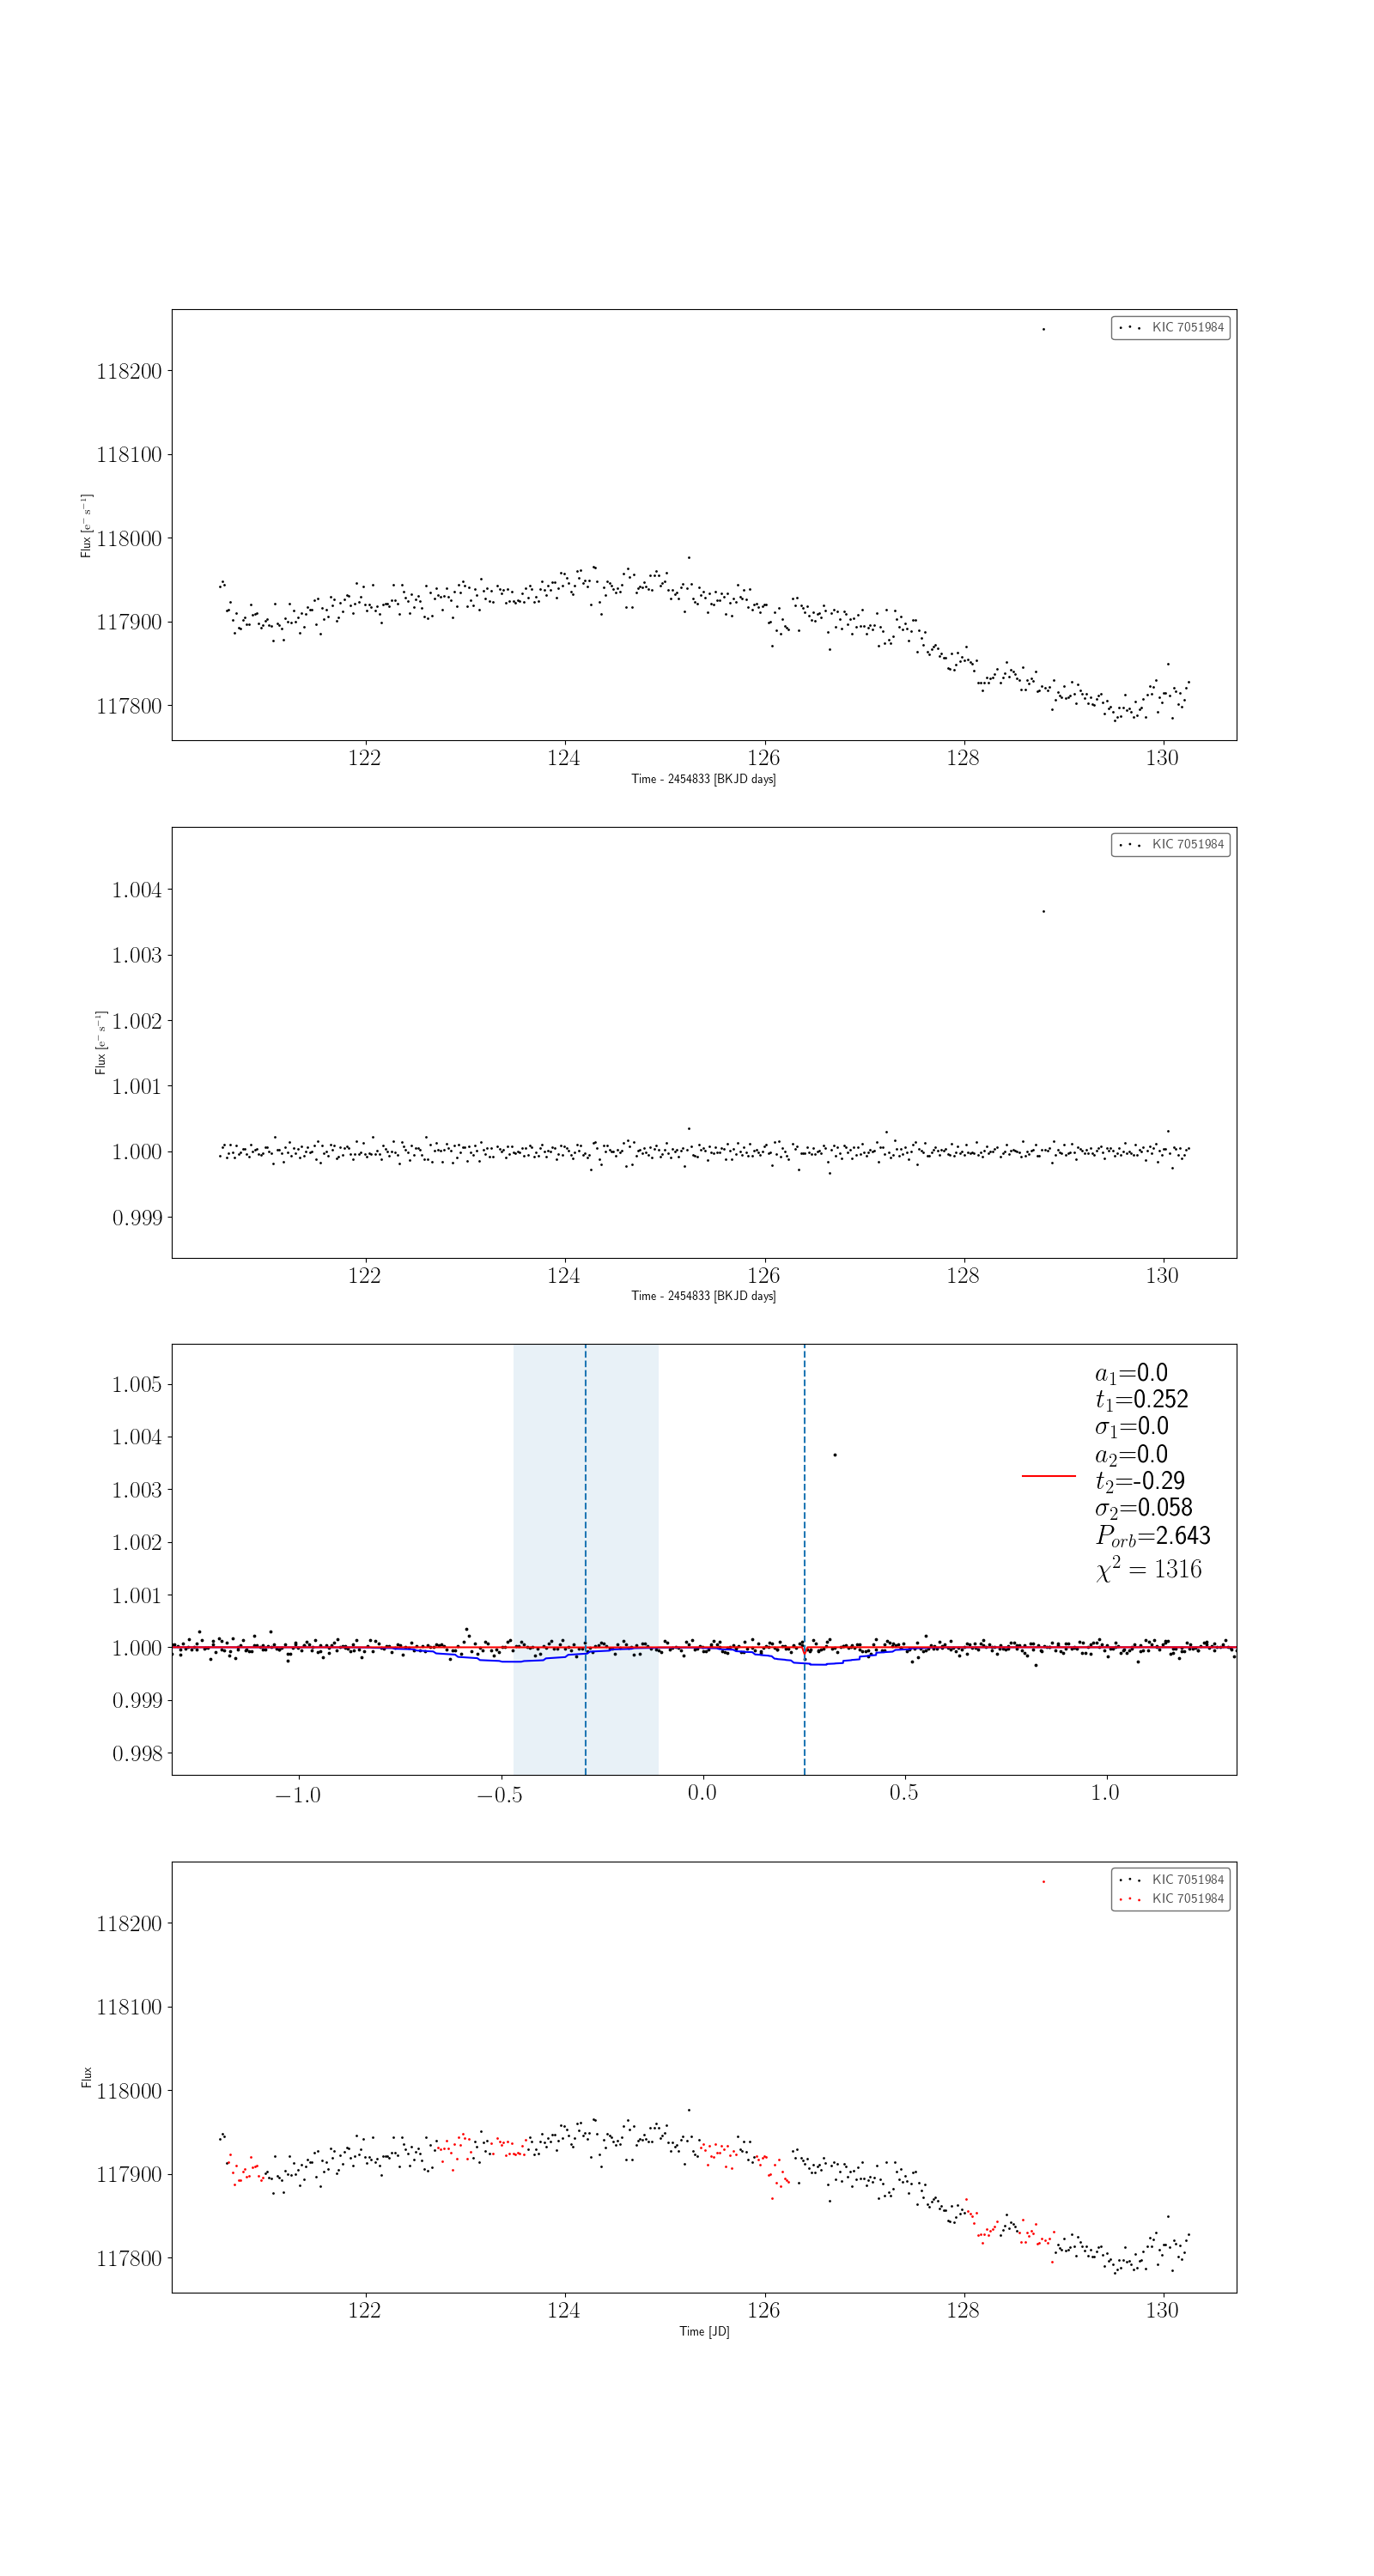 KIC 7051984
118200
118100
118000
117900
117800
Flux [e⁻ s⁻¹]
122 124 126 128 130
Time - 2454833 [BKJD days]
KIC 7051984
1.004
1.003
1.002
1.001
1.000
0.999
Flux [e⁻ s⁻¹]
122 124 126 128 130
Time - 2454833 [BKJD days]
a₁=0.0
t₁=0.252
σ₁=0.0
a₂=0.0
t₂=-0.29
σ₂=0.058
P_orb=2.643
χ² = 1316
1.005
1.004
1.003
1.002
1.001
1.000
0.999
0.998
−1.0 −0.5 0.0 0.5 1.0
KIC 7051984
KIC 7051984
118200
118100
118000
117900
117800
Flux
122 124 126 128 130
Time [JD]